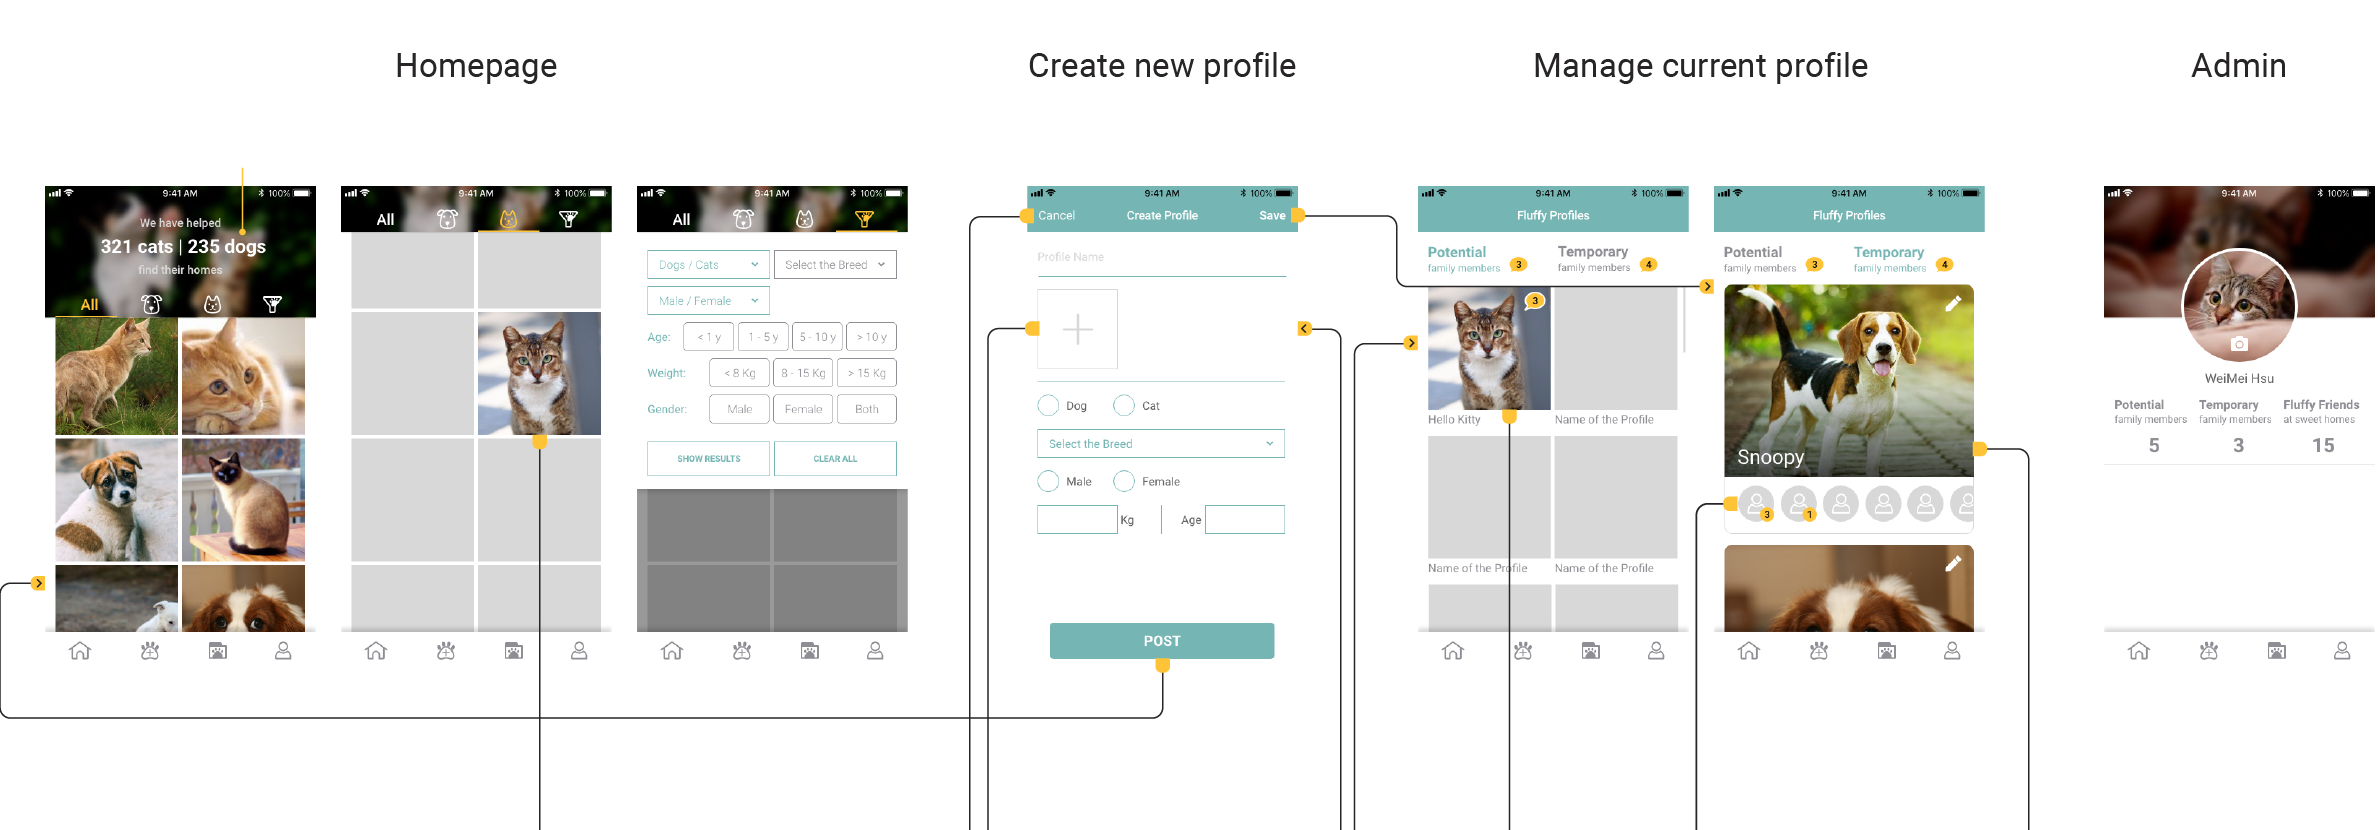 Homepage
Create new profile
Manage current profile
Admin
9:41 AM
100%
We have helped
321 cats | 235 dogs
find their homes
All
9:41 AM
100%
All
9:41 AM
100%
All
Dogs / Cats
Select the Breed
Male / Female
Age:
< 1 y
1 - 5 y
5 - 10 y
> 10 y
Weight:
< 8 Kg
8 - 15 Kg
> 15 Kg
Gender:
Male
Female
Both
SHOW RESULTS
CLEAR ALL
9:41 AM
100%
Cancel
Create Profile
Save
Profile Name
Dog
Cat
Select the Breed
Male
Female
Kg
Age
POST
9:41 AM
100%
Fluffy Profiles
Potential
family members
3
Temporary
family members
4
3
Hello Kitty
Name of the Profile
Name of the Profile
Name of the Profile
9:41 AM
100%
Fluffy Profiles
Potential
family members
3
Temporary
family members
4
Snoopy
3
1
9:41 AM
100%
WeiMei Hsu
Potential
family members
5
Temporary
family members
3
Fluffy Friends
at sweet homes
15